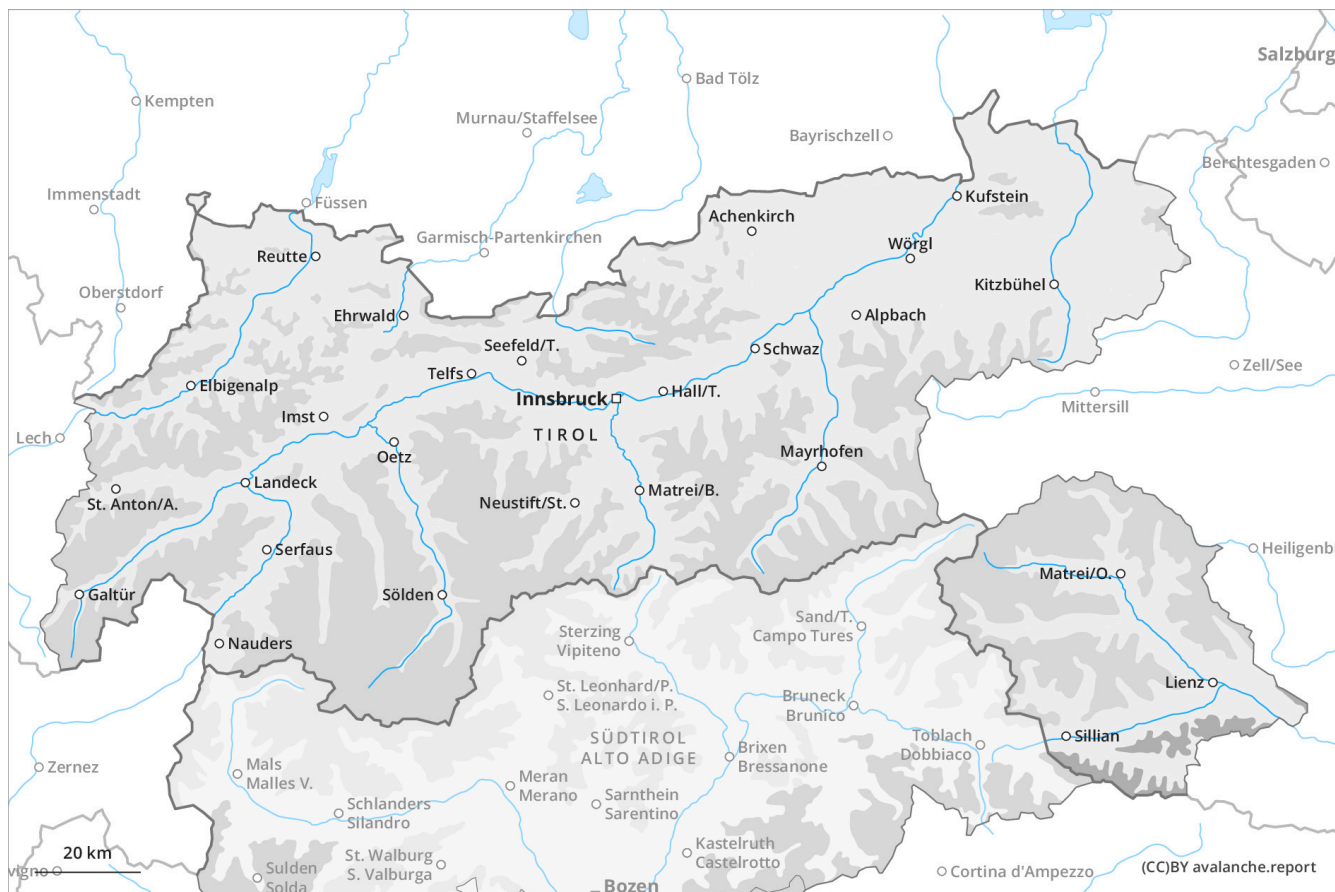 Salzburg
Kempten
Bad Tölz
Murnau/Staffelsee
Bayrischzell
Berchtesgaden
Immenstadt
Füssen
Kufstein
Achenkirch
Garmisch-Partenkirchen
Wörgl
Reutte
Kitzbühel
Oberstdorf
Ehrwald
Alpbach
Seefeld/T.
Schwaz
Zell/See
Telfs
Elbigenalp
Innsbruck
Hall/T.
Mittersill
Imst
Lech
TIROL
Oetz
Mayrhofen
Landeck
Matrei/B.
St. Anton/A.
Neustift/St.
Serfaus
Heiligenb
Matrei/O.
Galtür
Sölden
Sand/T.
Campo Tures
Sterzing
Vipiteno
Nauders
Lienz
St. Leonhard/P.
S. Leonardo i. P.
Bruneck
Brunico
SÜDTIROL
ALTO ADIGE
Toblach
Dobbiaco
Sillian
Brixen
Bressanone
Zernez
Mals
Malles V.
Meran
Merano
Sarnthein
Sarentino
Schlanders
Silandro
Kastelruth
Castelrotto
20 km
St. Walburg
S. Valburga
vigno
Sulden
Solda
Cortina d'Ampezzo
(CC)BY avalanche.report
Bozen